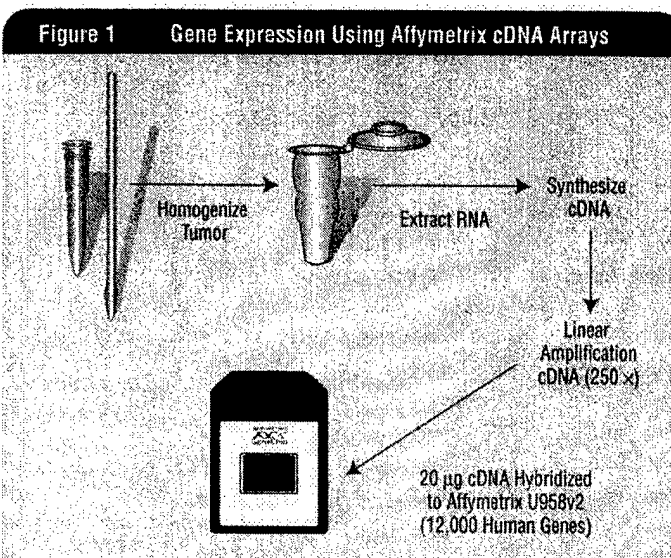 Figure 1 Gene Expression Using Affymetrix cDNA Arrays
Homogenize
Tumor
Extract RNA
Synthesize
cDNA
Linear
Amplification
cDNA (250 ×)
20 µg cDNA Hybridized
to Affymetrix U958v2
(12,000 Human Genes)